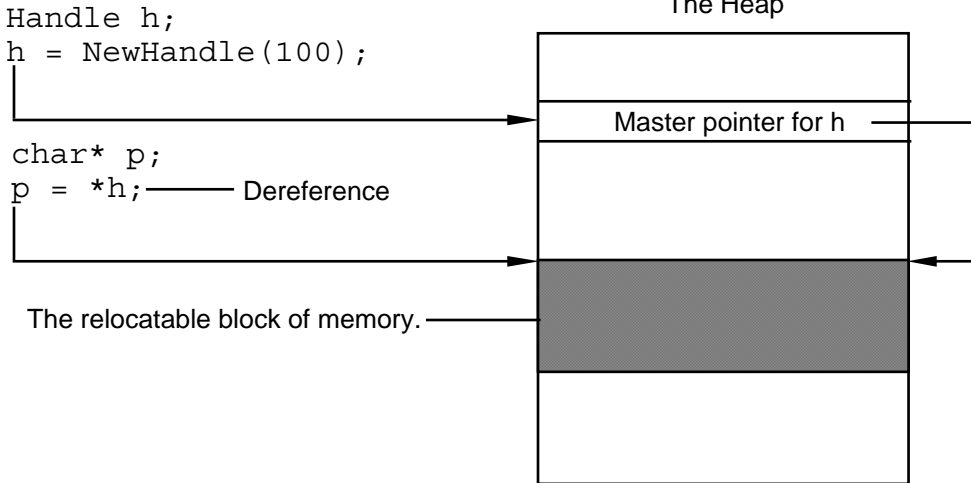 The Heap
Handle h;
h = NewHandle(100);
Master pointer for h
char* p;
p = *h;
Dereference
The relocatable block of memory.